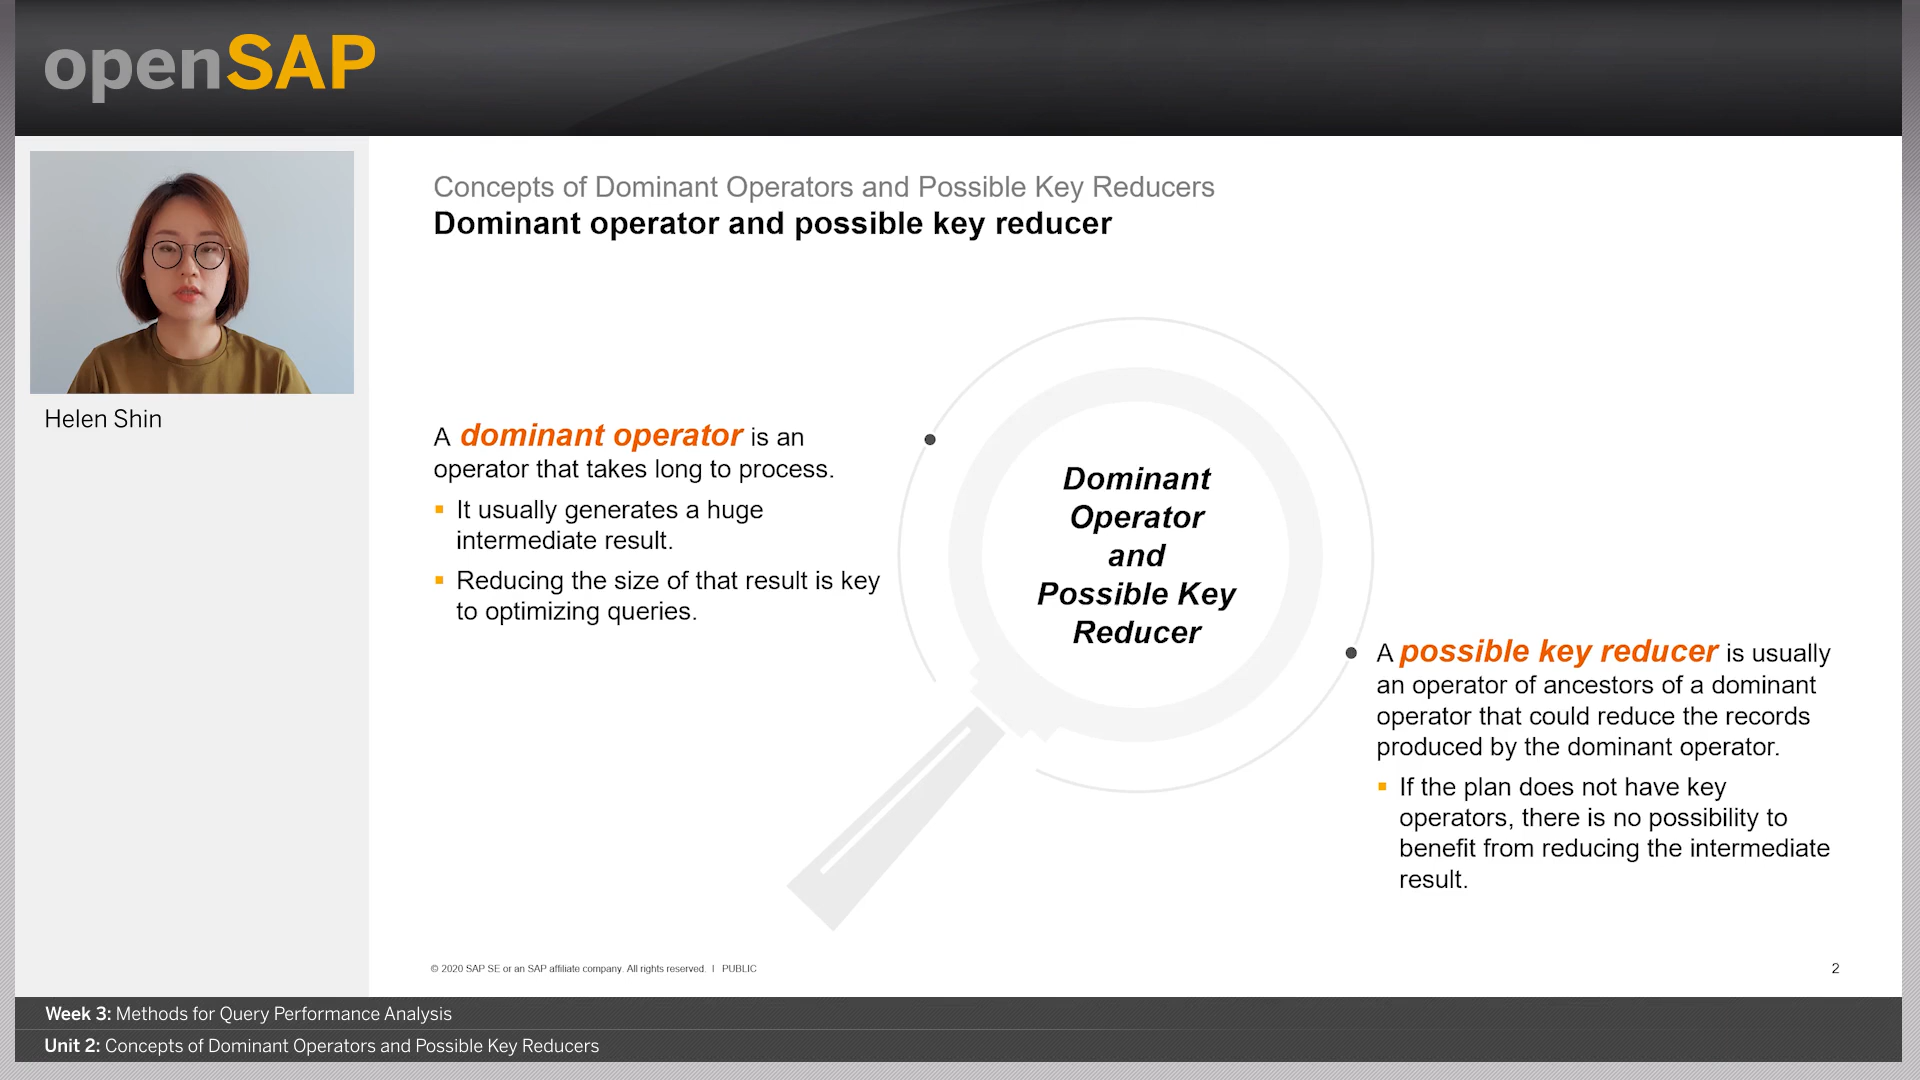 openSAP
Helen Shin
Concepts of Dominant Operators and Possible Key Reducers
Dominant operator and possible key reducer
A dominant operator is an
operator that takes long to process.
It usually generates a huge
intermediate result.
Reducing the size of that result is key
to optimizing queries.
Dominant
Operator
and
Possible Key
Reducer
A possible key reducer is usually
an operator of ancestors of a dominant
operator that could reduce the records
produced by the dominant operator.
If the plan does not have key
operators, there is no possibility to
benefit from reducing the intermediate
result.
© 2020 SAP SE or an SAP affiliate company. All rights reserved. | PUBLIC
2
Week 3: Methods for Query Performance Analysis
Unit 2: Concepts of Dominant Operators and Possible Key Reducers